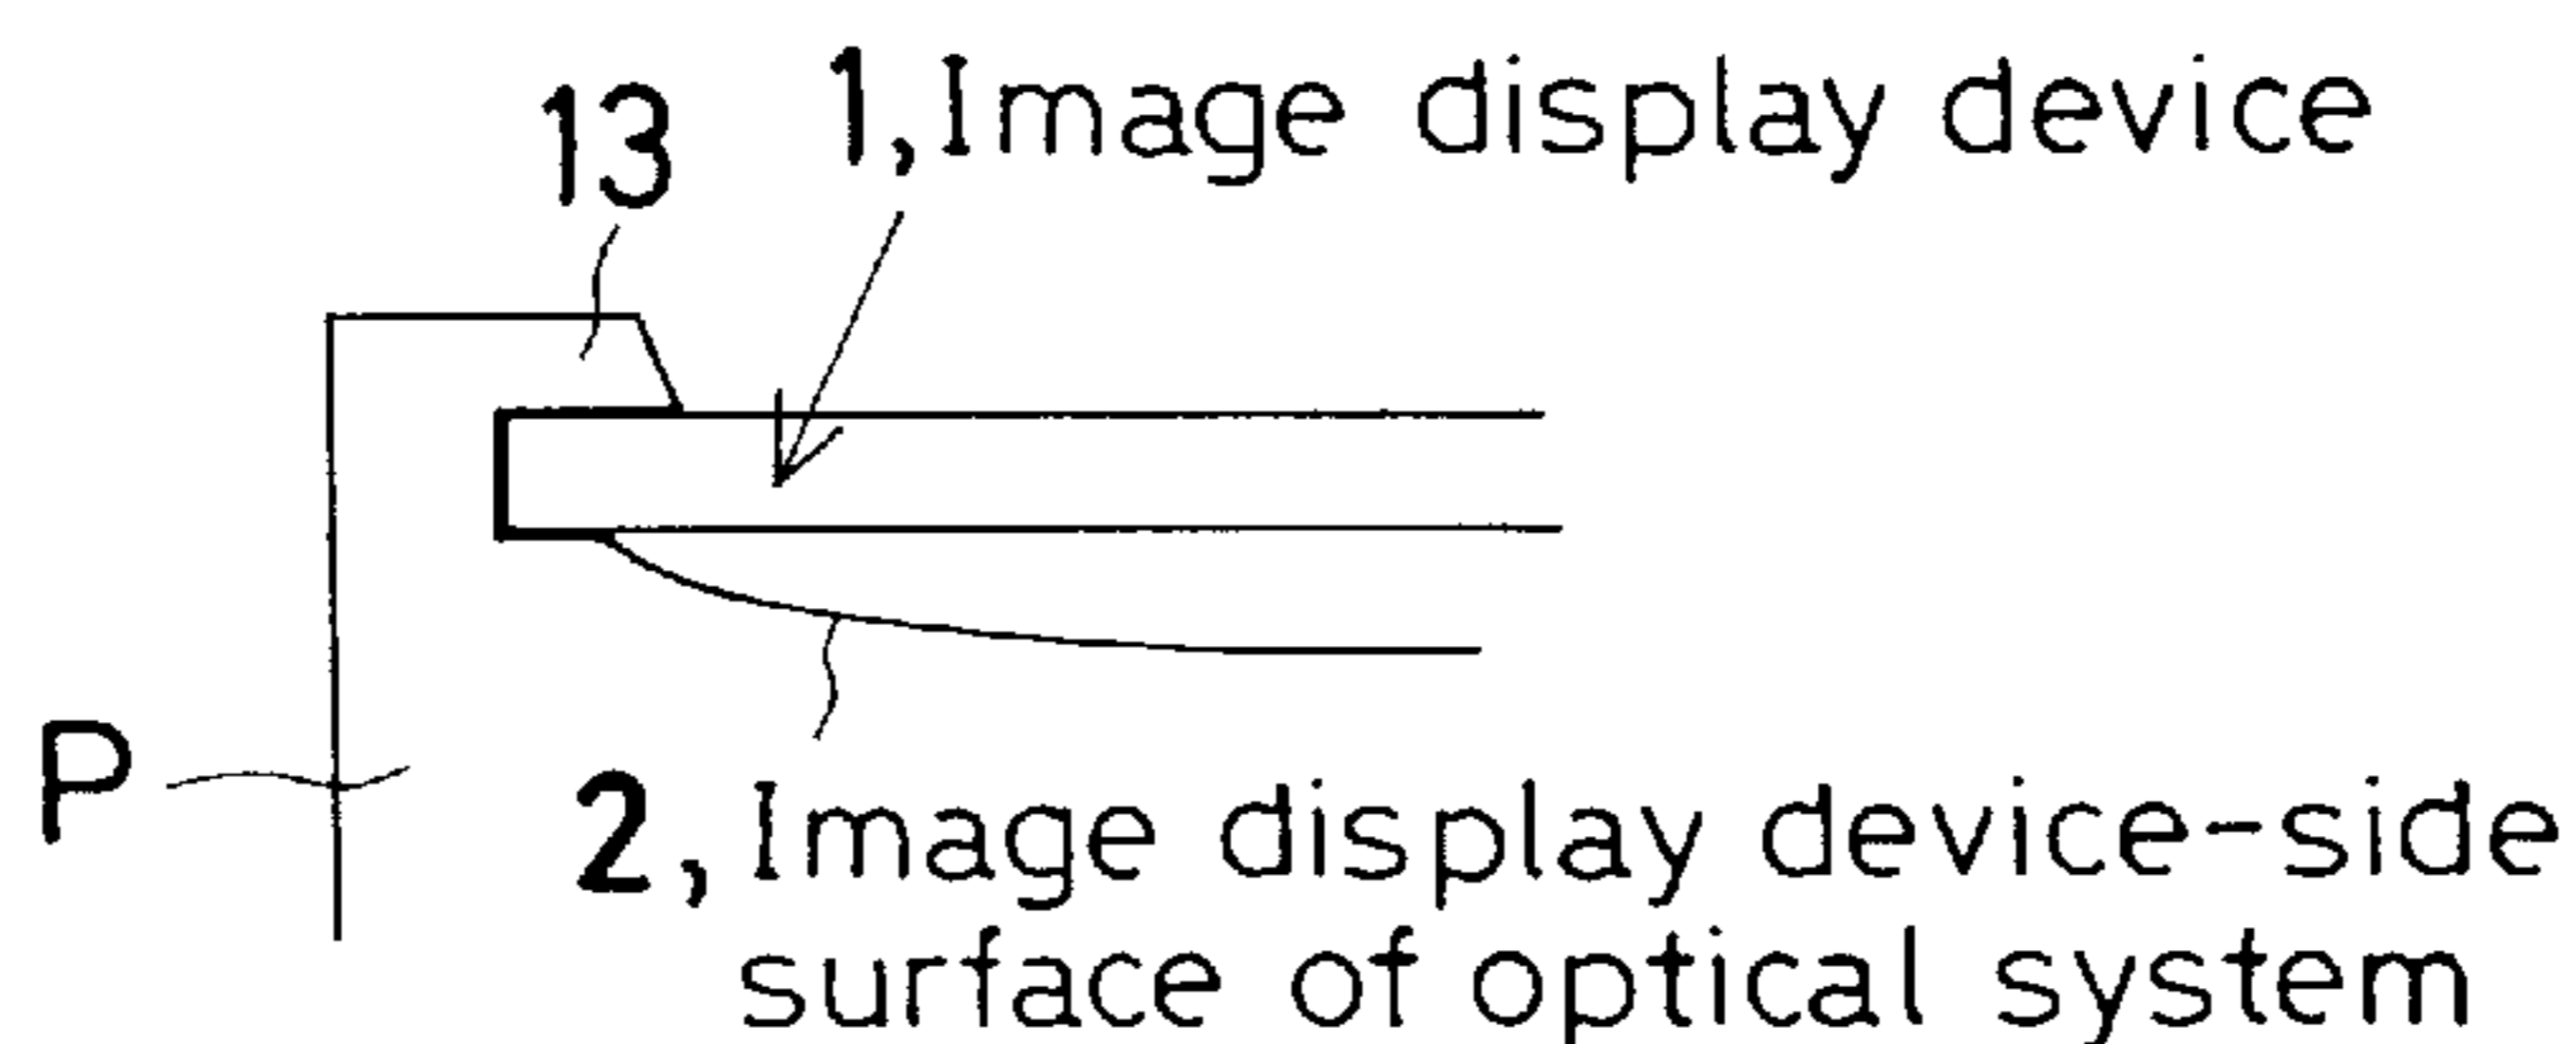 13
1, Image display device
P
2, Image display device-side
surface of optical system